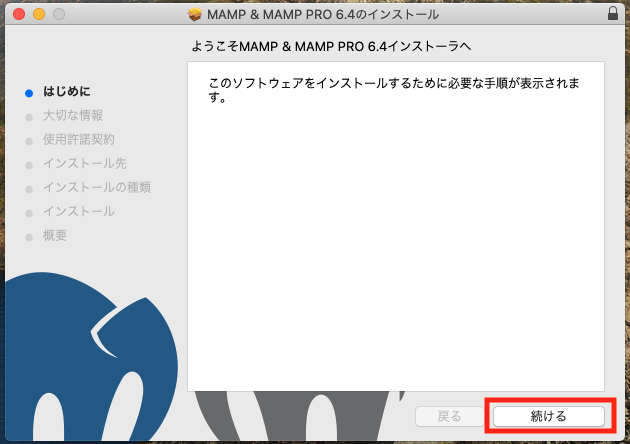 MAMP & MAMP PRO 6.4のインストール
ようこそMAMP & MAMP PRO 6.4インストーラへ
はじめに
大切な情報
使用許諾契約
インストール先
インストールの種類
インストール
概要
このソフトウェアをインストールするために必要な手順が表示されま
す。
戻る
続ける